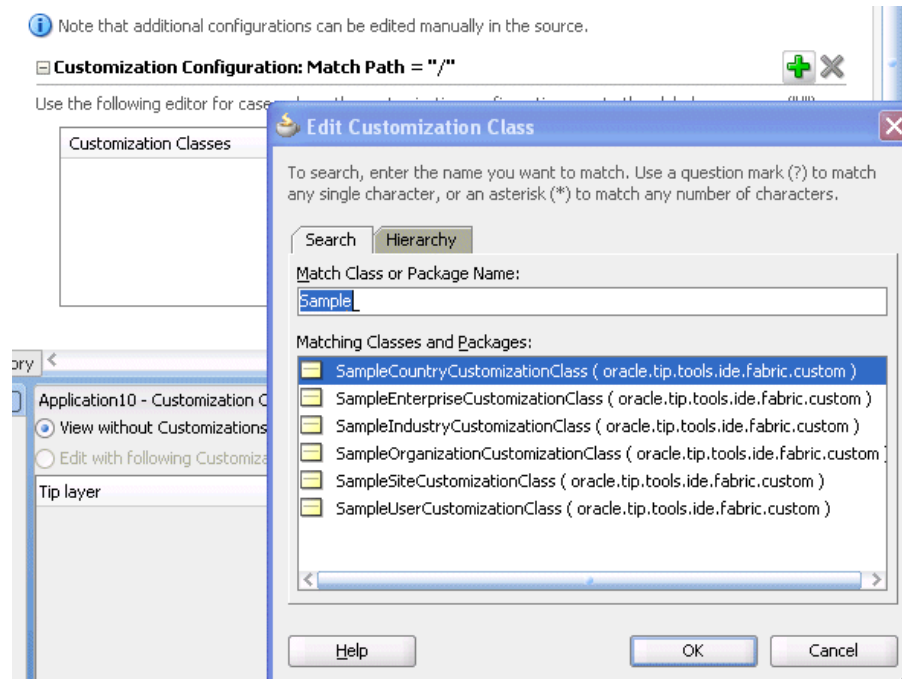 Note that additional configurations can be edited manually in the source.
Customization Configuration: Match Path = "/"
Use the following editor for case
Edit Customization Class
Customization Classes
To search, enter the name you want to match. Use a question mark (?) to match
any single character, or an asterisk (*) to match any number of characters.
Search Hierarchy
Match Class or Package Name:
Sample
Matching Classes and Packages:
SampleCountryCustomizationClass ( oracle.tip.tools.ide.fabric.custom )
SampleEnterpriseCustomizationClass ( oracle.tip.tools.ide.fabric.custom )
SampleIndustryCustomizationClass ( oracle.tip.tools.ide.fabric.custom )
SampleOrganizationCustomizationClass ( oracle.tip.tools.ide.fabric.custom )
SampleSiteCustomizationClass ( oracle.tip.tools.ide.fabric.custom )
SampleUserCustomizationClass ( oracle.tip.tools.ide.fabric.custom )
ory
Application10 - Customization C
View without Customizations
Edit with following Customiza
Tip layer
Help OK Cancel